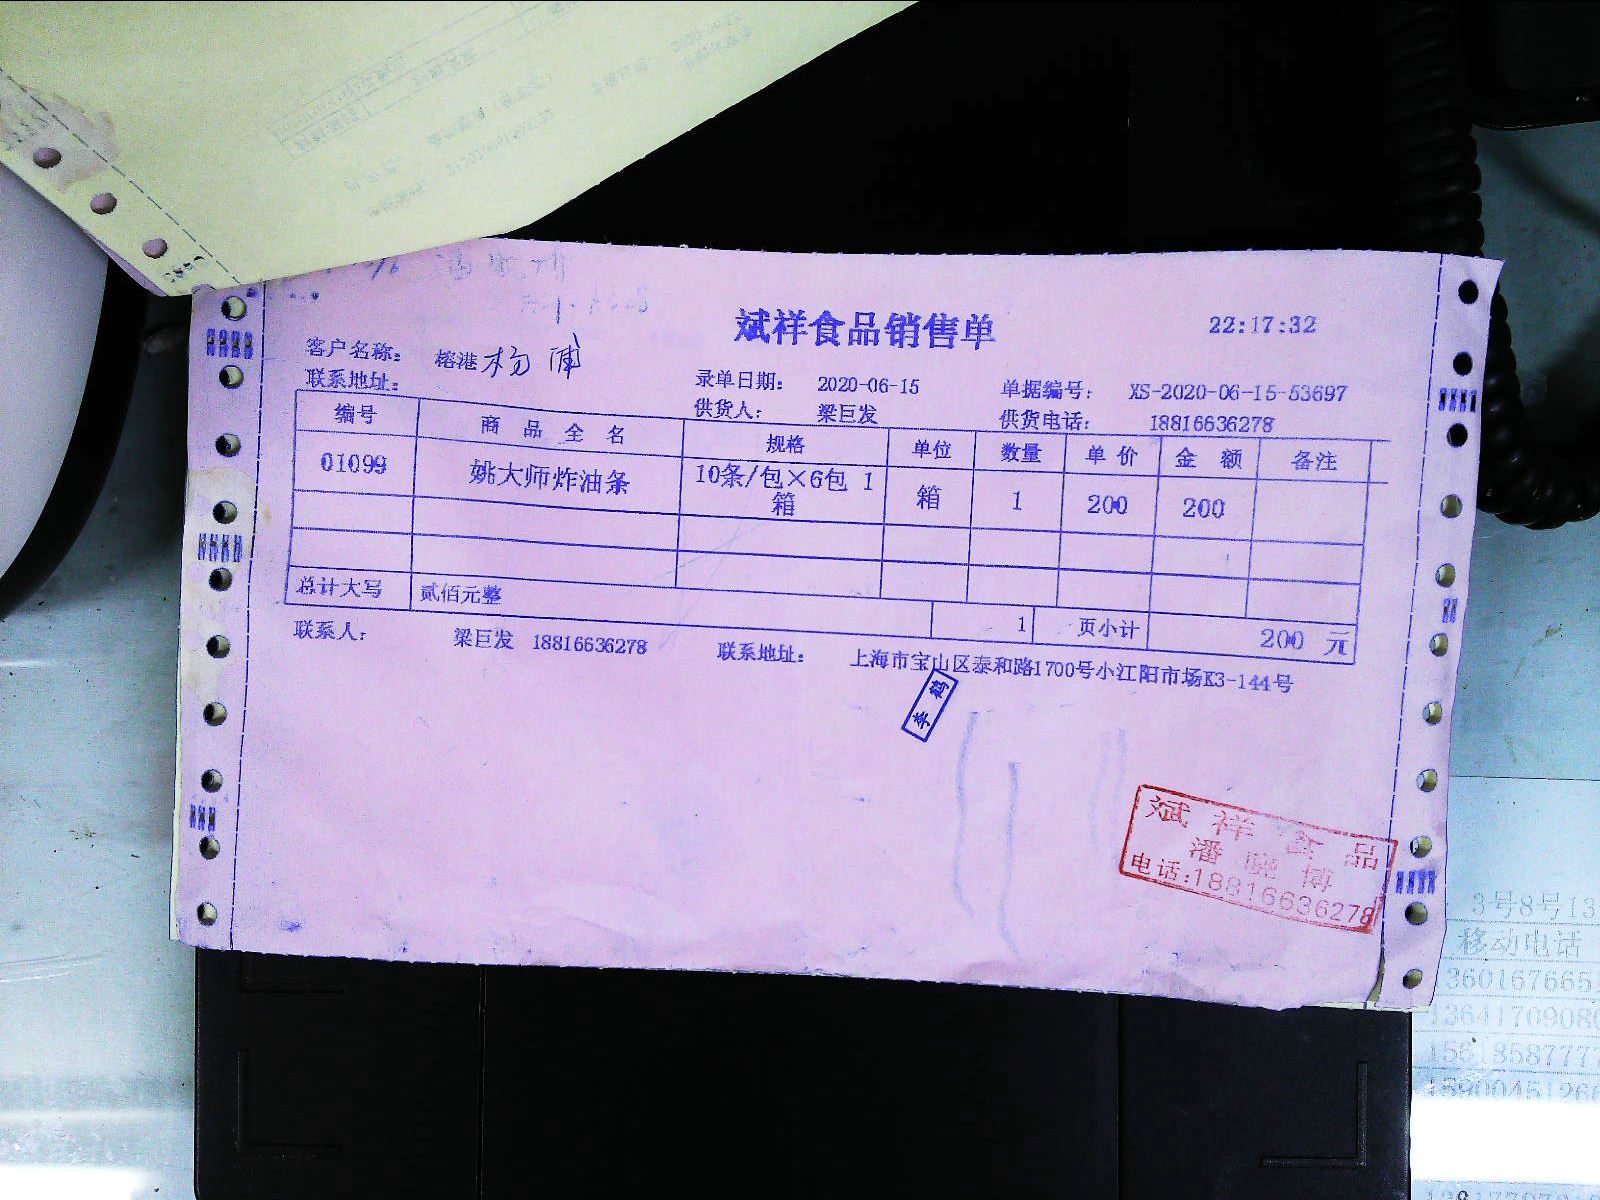 斌祥食品销售单
22:17:32
客户名称： 榕港 杨浦
录单日期： 2020-06-15
单据编号： XS-2020-06-15-53697
联系地址：
供货人： 梁巨发
供货电话： 18816636278
编号 商品全名 规格 单位 数量 单价 金额 备注
01099 姚大师炸油条 10条/包×6包 1箱 箱 1 200 200
总计大写 贰佰元整
1 页小计 200 元
联系人： 梁巨发 18816636278 联系地址： 上海市宝山区泰和路1700号小江阳市场K3-144号
李鹤
斌祥食品
潘 博
电话:18816636278
3号8号13
移动电话